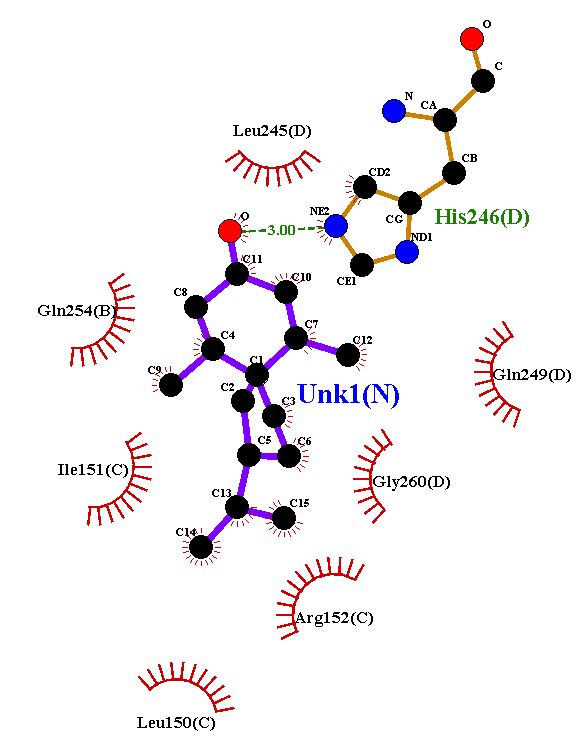 O
C
N
CA
Leu245(D)
CB
CD2
NE2
O
3.00
CG
His246(D)
ND1
C11
CE1
C10
C8
Gln254(B)
C7
C4
C12
C9
C1
Gln249(D)
C2
Unk1(N)
C3
C5
C6
Ile151(C)
Gly260(D)
C13
C15
C14
Arg152(C)
Leu150(C)